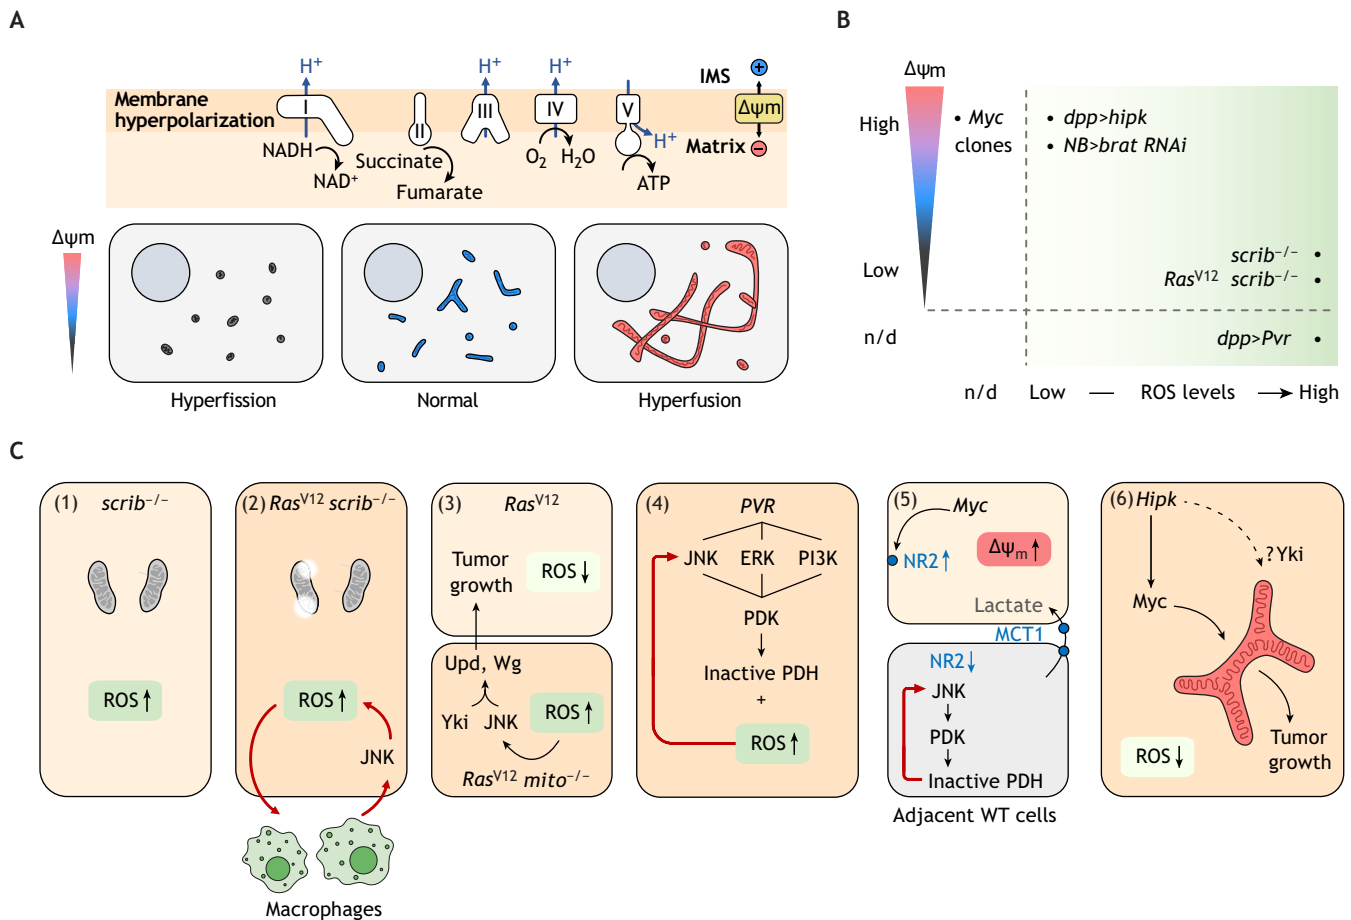 A
H⁺
H⁺
H⁺
IMS
+
Membrane
hyperpolarization
I
II
III
IV
V
Δψm
H⁺
NADH
NAD⁺
Succinate
Fumarate
O₂
H₂O
ATP
Matrix
−
Δψm
Hyperfission
Normal
Hyperfusion
B
Δψm
High
• Myc
clones
• dpp>hipk
• NB>brat RNAi
Low
scrib⁻/⁻ •
Ras^V12 scrib⁻/⁻ •
n/d
dpp>Pvr •
n/d Low — ROS levels → High
C
(1) scrib⁻/⁻
ROS ↑
(2) Ras^V12 scrib⁻/⁻
ROS ↑
JNK
Macrophages
(3) Ras^V12
Tumor
growth
ROS ↓
Upd, Wg
Yki JNK
ROS ↑
Ras^V12 mito⁻/⁻
(4) PVR
JNK ERK PI3K
PDK
Inactive PDH
+
ROS ↑
(5)
Myc
NR2 ↑
Δψm ↑
Lactate
MCT1
NR2 ↓
JNK
PDK
Inactive PDH
Adjacent WT cells
(6) Hipk
?Yki
Myc
ROS ↓
Tumor
growth